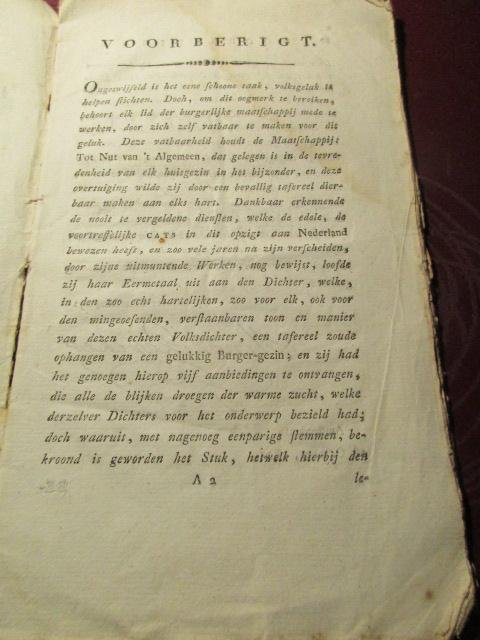 VOORBERIGT.
Ongetwijfeld is het eene schoone taak, volksgeluk te
helpen stichten. Doch, om dit oogmerk te bereiken,
behoort elk lid der burgerlijke maatschappij mede te
werken, door zich zelf vatbaar te maken voor dit
geluk. Deze vatbaarheid houdt de Maatschappij:
Tot Nut van 't Algemeen, dat gelegen is in de tevre-
denheid van elk huisgezin in het bijzonder, en deze
overtuiging wilde zij door een bevallig tafereel dier-
baar maken aan elks hart. Dankbaar erkennende
de nooit te vergeldene diensten, welke de edele, de
voortreffelijke CATS in dit opzigt aan Nederland
bewezen heeft, en zoo vele jaren na zijn verscheiden,
door zijne uitmuntende Werken, nog bewijst, loofde
zij haar Eermetaal uit aan den Dichter, welke,
in den zoo echt hartelijken, zoo voor elk, ook voor
den mingeoefenden, verstaanbaren toon en manier
van dezen echten Volksdichter, een tafereel zoude
ophangen van een gelukkig Burger-gezin; en zij had
het genoegen hierop vijf aanbiedingen te ontvangen,
die alle de blijken droegen der warme zucht, welke
derzelver Dichters voor het onderwerp bezield had;
doch waaruit, met nagenoeg eenparige stemmen, be-
kroond is geworden het Stuk, hetwelk hierbij den
A 2
le-